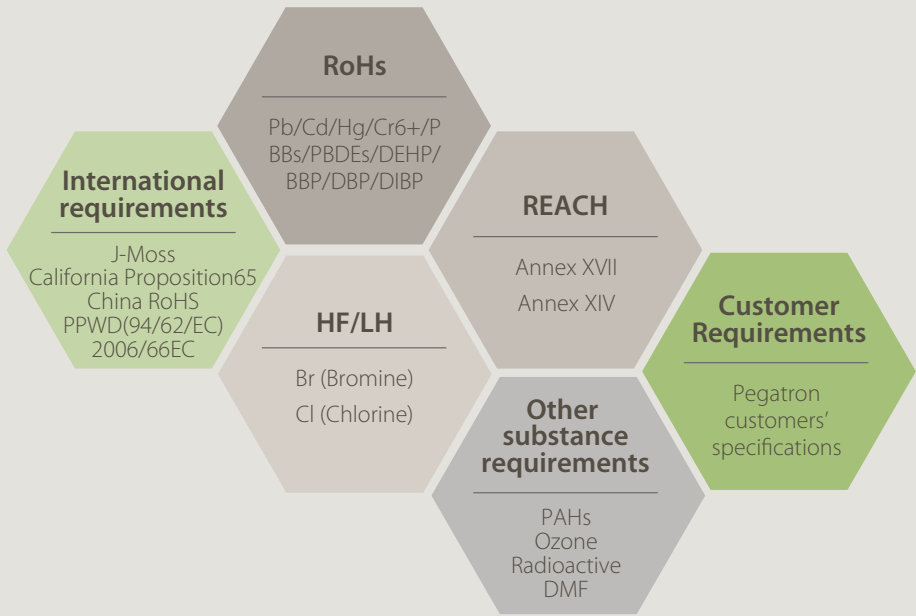 RoHs
Pb/Cd/Hg/Cr6+/P
BBs/PBDEs/DEHP/
BBP/DBP/DIBP
International
requirements
J-Moss
California Proposition65
China RoHS
PPWD(94/62/EC)
2006/66EC
REACH
Annex XVII
Annex XIV
HF/LH
Br (Bromine)
Cl (Chlorine)
Customer
Requirements
Pegatron
customers’
specifications
Other
substance
requirements
PAHs
Ozone
Radioactive
DMF